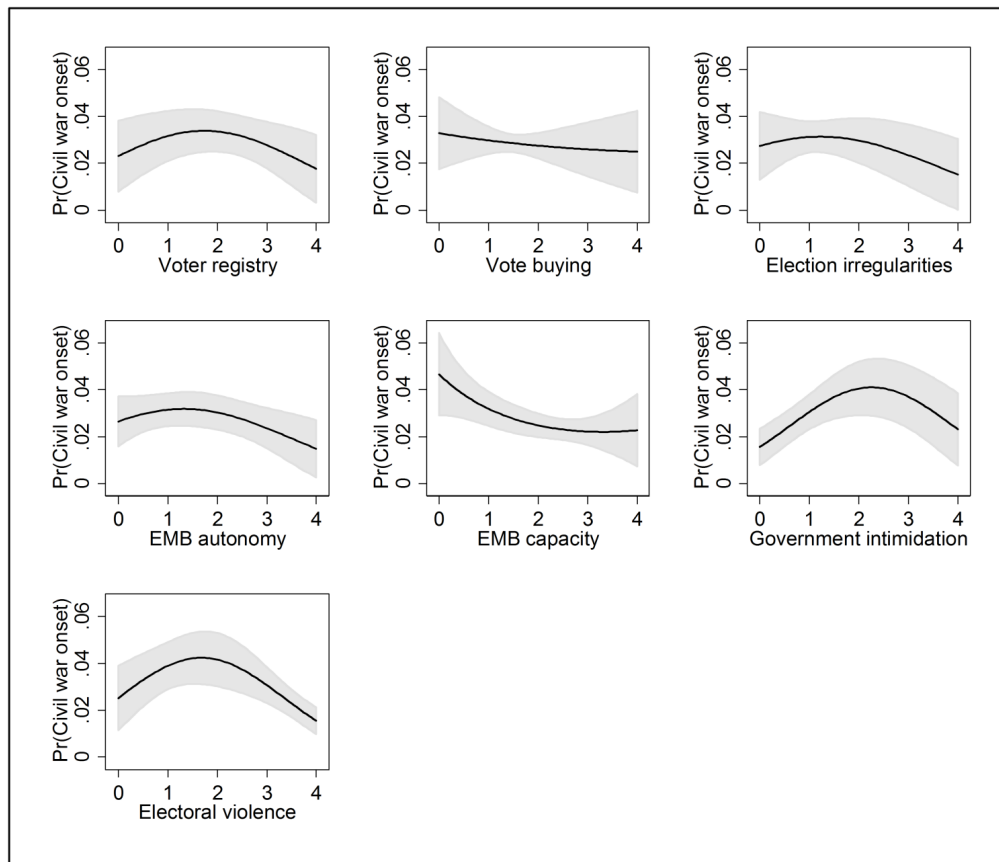 Pr(Civil war onset)
0 .02 .04 .06
0 1 2 3 4
Voter registry
Pr(Civil war onset)
0 .02 .04 .06
0 1 2 3 4
Vote buying
Pr(Civil war onset)
0 .02 .04 .06
0 1 2 3 4
Election irregularities
Pr(Civil war onset)
0 .02 .04 .06
0 1 2 3 4
EMB autonomy
Pr(Civil war onset)
0 .02 .04 .06
0 1 2 3 4
EMB capacity
Pr(Civil war onset)
0 .02 .04 .06
0 1 2 3 4
Government intimidation
Pr(Civil war onset)
0 .02 .04 .06
0 1 2 3 4
Electoral violence